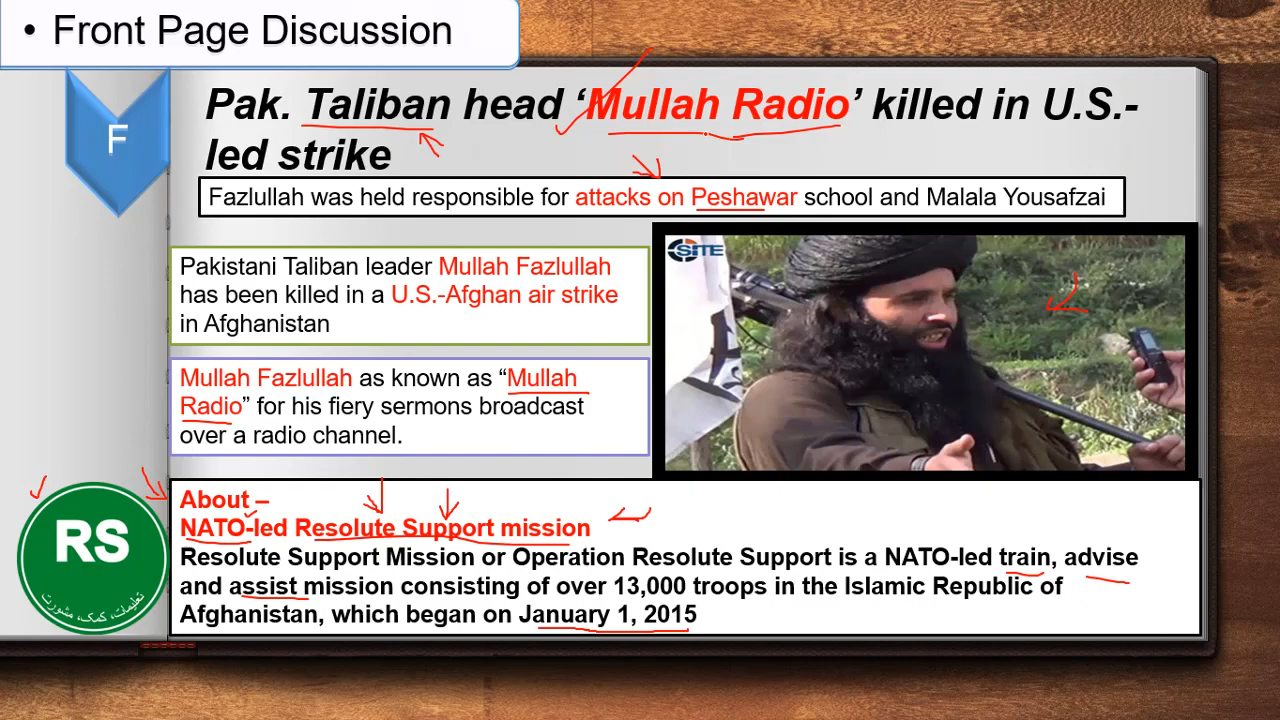 • Front Page Discussion
F
Pak. Taliban head ‘Mullah Radio’ killed in U.S.-
led strike
Fazlullah was held responsible for attacks on Peshawar school and Malala Yousafzai
Pakistani Taliban leader Mullah Fazlullah
has been killed in a U.S.-Afghan air strike
in Afghanistan
SITE
Mullah Fazlullah as known as “Mullah
Radio” for his fiery sermons broadcast
over a radio channel.
About –
NATO-led Resolute Support mission
Resolute Support Mission or Operation Resolute Support is a NATO-led train, advise
and assist mission consisting of over 13,000 troops in the Islamic Republic of
Afghanistan, which began on January 1, 2015
RS
تعلیمات، کمک، مشورت